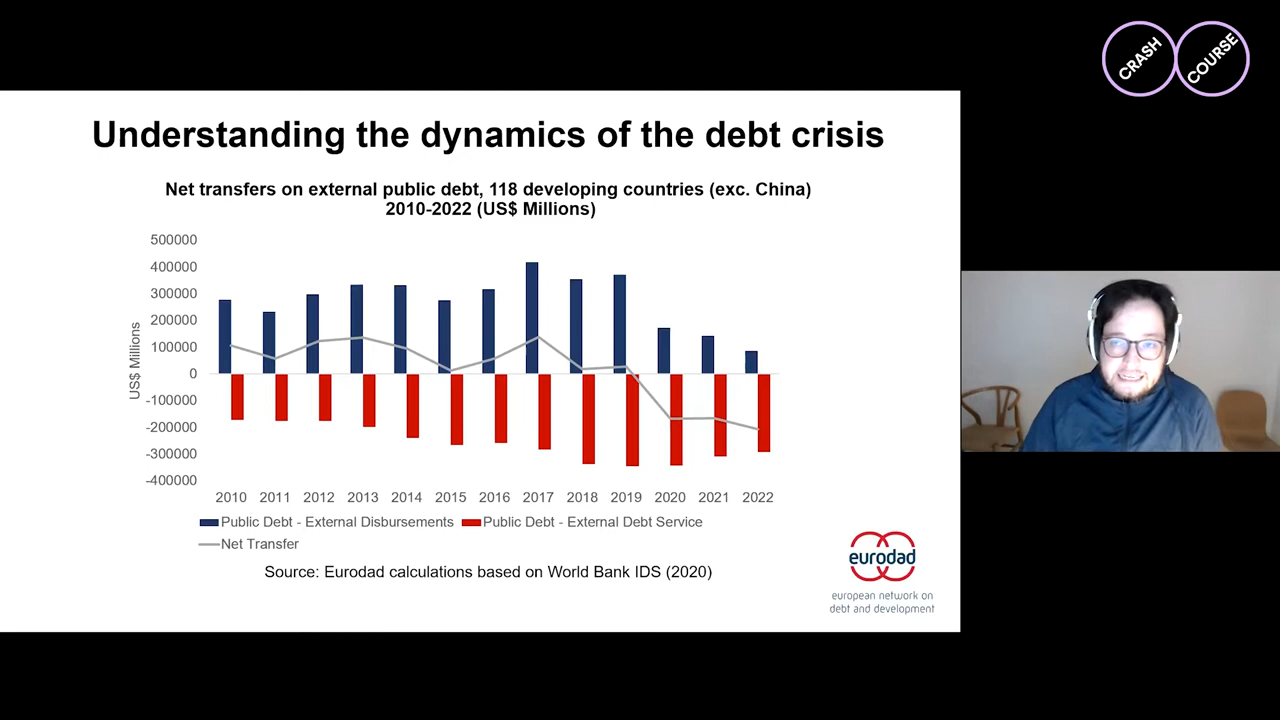 CRASH COURSE
Understanding the dynamics of the debt crisis
Net transfers on external public debt, 118 developing countries (exc. China)
2010-2022 (US$ Millions)
US$ Millions
500000
400000
300000
200000
100000
0
-100000
-200000
-300000
-400000
2010 2011 2012 2013 2014 2015 2016 2017 2018 2019 2020 2021 2022
Public Debt - External Disbursements Public Debt - External Debt Service
Net Transfer
Source: Eurodad calculations based on World Bank IDS (2020)
eurodad
european network on
debt and development